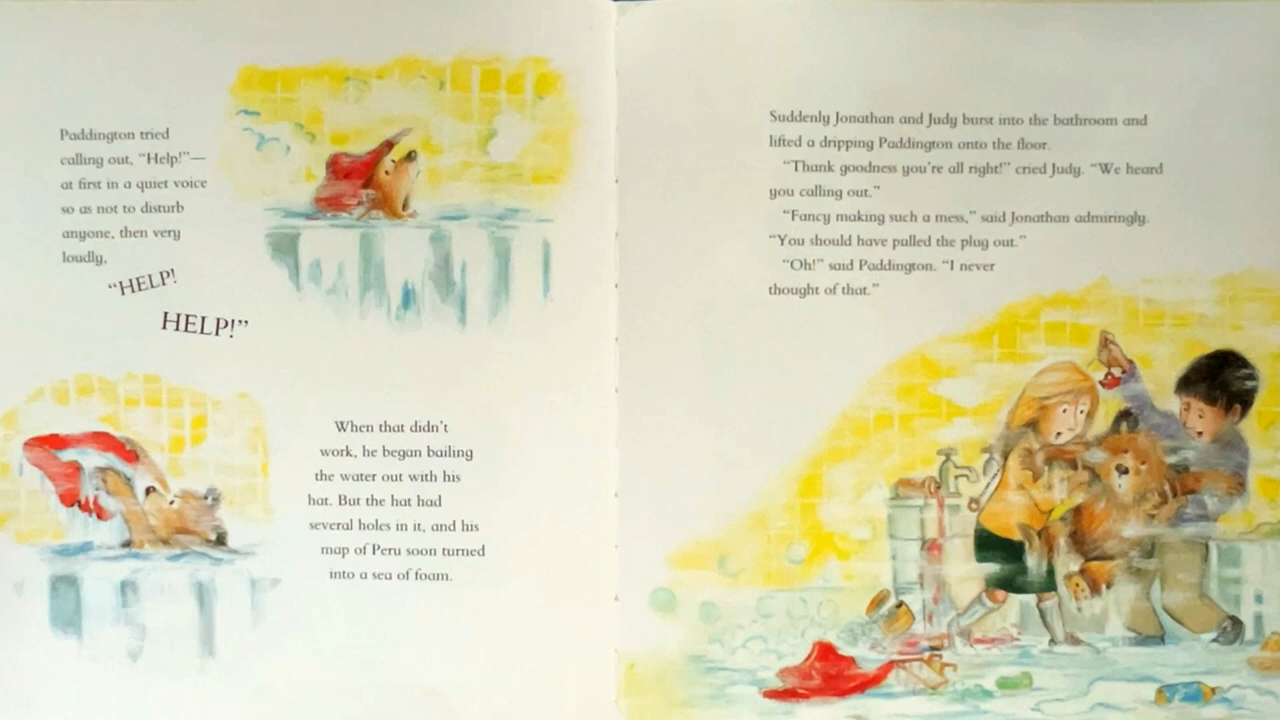 Paddington tried
calling out, “Help!”—
at first in a quiet voice
so as not to disturb
anyone, then very
loudly,
“HELP!
HELP!”
When that didn't
work, he began bailing
the water out with his
hat. But the hat had
several holes in it, and his
map of Peru soon turned
into a sea of foam.
Suddenly Jonathan and Judy burst into the bathroom and
lifted a dripping Paddington onto the floor.
“Thank goodness you're all right!” cried Judy. “We heard
you calling out.”
“Fancy making such a mess,” said Jonathan admiringly.
“You should have pulled the plug out.”
“Oh!” said Paddington. “I never
thought of that.”